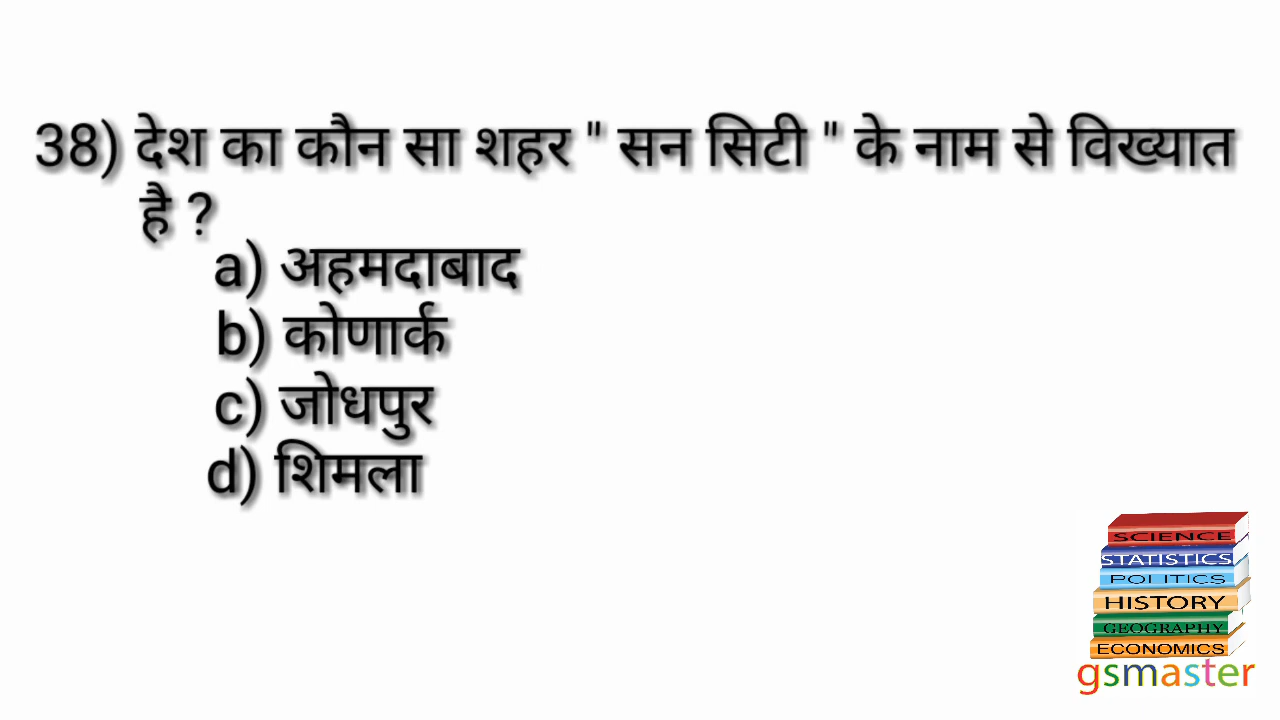 38) देश का कौन सा शहर " सन सिटी " के नाम से विख्यात
है ?
a) अहमदाबाद
b) कोणार्क
c) जोधपुर
d) शिमला
SCIENCE
STATISTICS
POLITICS
HISTORY
GEOGRAPHY
ECONOMICS
gsmaster